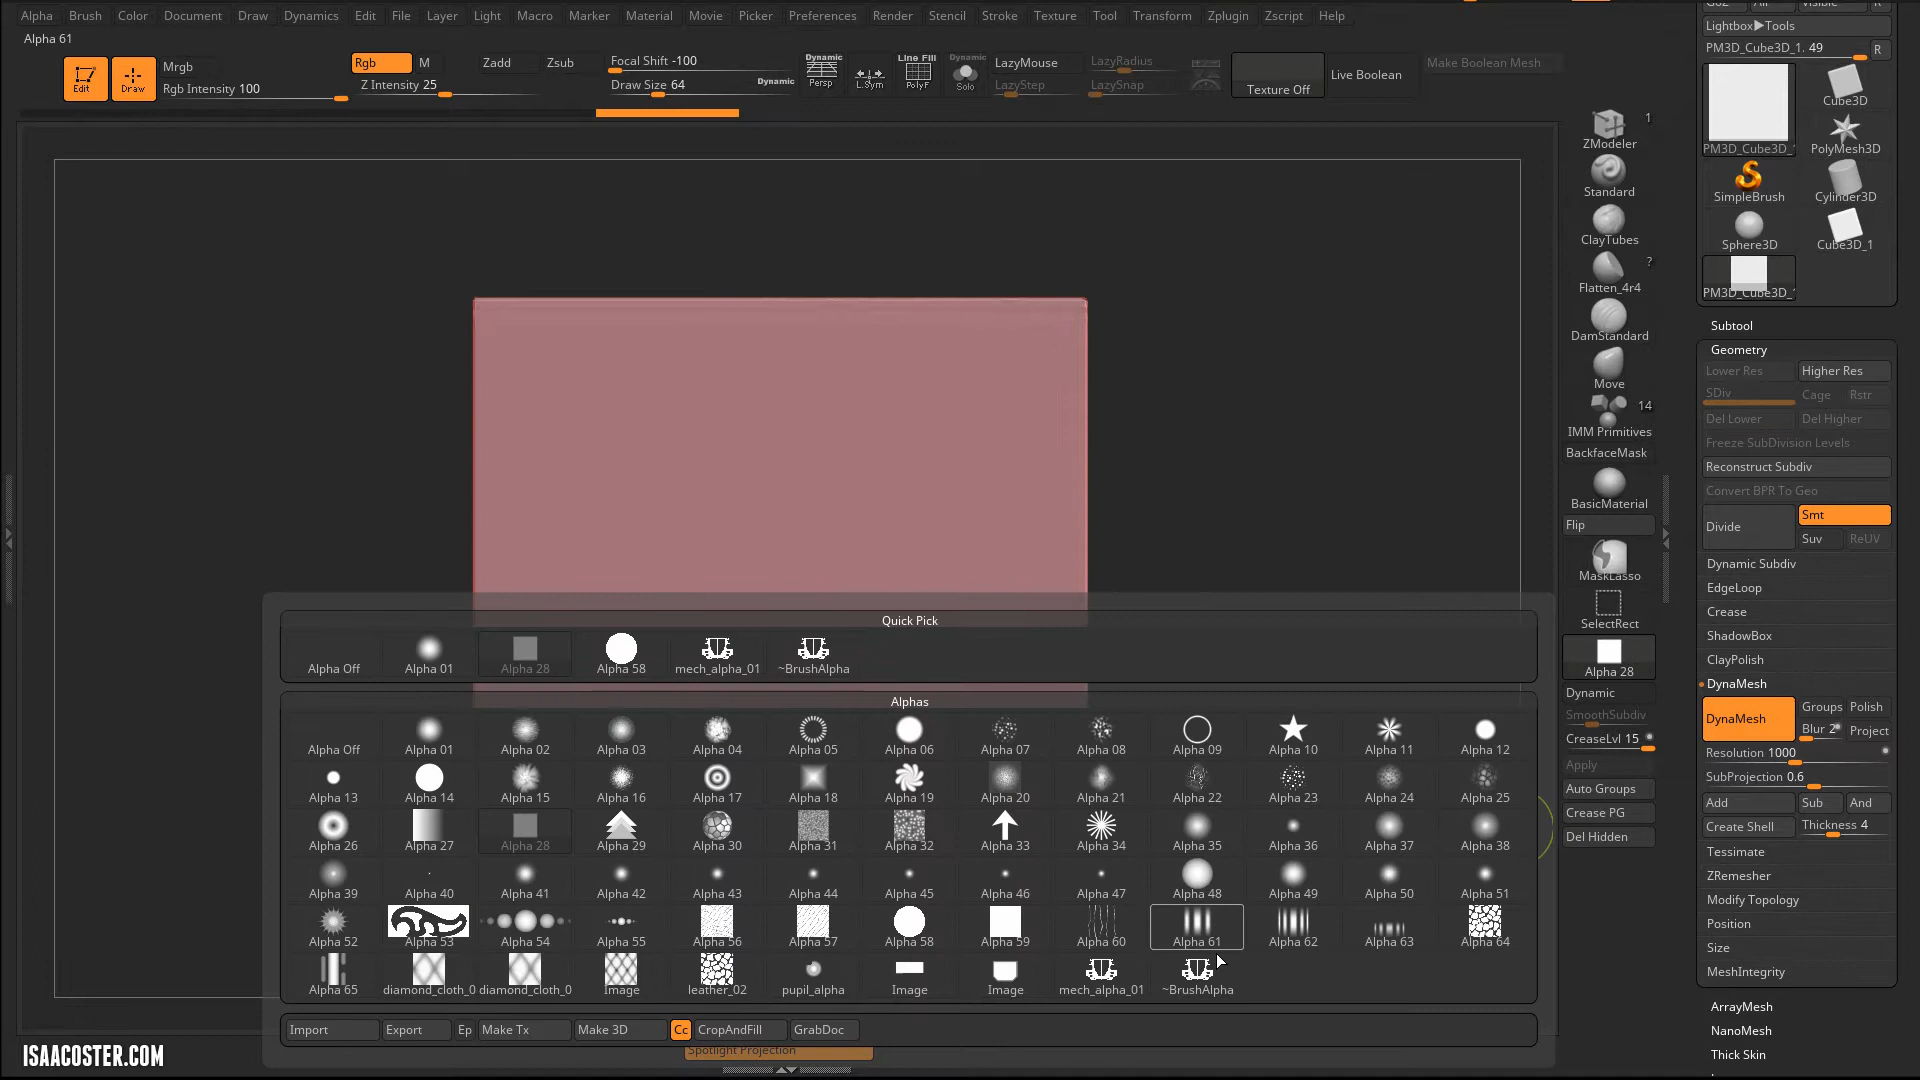 Alpha Brush Color Document Draw Dynamics Edit File Layer Light Macro Marker Material Movie Picker Preferences Render Stencil Stroke Texture Tool Transform Zplugin Zscript Help
Alpha 61
Edit
Draw
Mrgb
Rgb Intensity 100
Rgb
M
Z Intensity 25
Zadd
Zsub
Focal Shift -100
Draw Size 64
Dynamic
Dynamic
Persp
L.Sym
Line Fill
PolyF
Dynamic
Solo
LazyMouse
LazyStep
LazyRadius
LazySnap
Texture Off
Live Boolean
Make Boolean Mesh
1
ZModeler
Standard
ClayTubes
?
Flatten_4r4
DamStandard
Move
14
IMM Primitives
BackfaceMask
BasicMaterial
Flip
MaskLasso
SelectRect
Alpha 28
Dynamic
SmoothSubdiv
CreaseLvl 15
Apply
Auto Groups
Crease PG
Del Hidden
GoZ All Visible R
Lightbox▶Tools
PM3D_Cube3D_1. 49
R
Cube3D
PM3D_Cube3D_1
PolyMesh3D
SimpleBrush
Cylinder3D
Sphere3D
Cube3D_1
PM3D_Cube3D_1
Subtool
Geometry
Lower Res
Higher Res
SDiv
Cage
Rstr
Del Lower
Del Higher
Freeze SubDivision Levels
Reconstruct Subdiv
Convert BPR To Geo
Divide
Smt
Suv
ReUV
Dynamic Subdiv
EdgeLoop
Crease
ShadowBox
ClayPolish
DynaMesh
DynaMesh
Groups
Polish
Blur 2
Project
Resolution 1000
SubProjection 0.6
Add
Sub
And
Create Shell
Thickness 4
Tessimate
ZRemesher
Modify Topology
Position
Size
MeshIntegrity
ArrayMesh
NanoMesh
Thick Skin
Quick Pick
Alpha Off Alpha 01 Alpha 28 Alpha 58 mech_alpha_01 ~BrushAlpha
Alphas
Alpha Off Alpha 01 Alpha 02 Alpha 03 Alpha 04 Alpha 05 Alpha 06 Alpha 07 Alpha 08 Alpha 09 Alpha 10 Alpha 11 Alpha 12
Alpha 13 Alpha 14 Alpha 15 Alpha 16 Alpha 17 Alpha 18 Alpha 19 Alpha 20 Alpha 21 Alpha 22 Alpha 23 Alpha 24 Alpha 25
Alpha 26 Alpha 27 Alpha 28 Alpha 29 Alpha 30 Alpha 31 Alpha 32 Alpha 33 Alpha 34 Alpha 35 Alpha 36 Alpha 37 Alpha 38
Alpha 39 Alpha 40 Alpha 41 Alpha 42 Alpha 43 Alpha 44 Alpha 45 Alpha 46 Alpha 47 Alpha 48 Alpha 49 Alpha 50 Alpha 51
Alpha 52 Alpha 53 Alpha 54 Alpha 55 Alpha 56 Alpha 57 Alpha 58 Alpha 59 Alpha 60 Alpha 61 Alpha 62 Alpha 63 Alpha 64
Alpha 65 diamond_cloth_0 diamond_cloth_0 Image leather_02 pupil_alpha Image Image mech_alpha_01 ~BrushAlpha
Import Export Ep Make Tx Make 3D Cc CropAndFill GrabDoc
Spotlight Projection
ISAACOSTER.COM